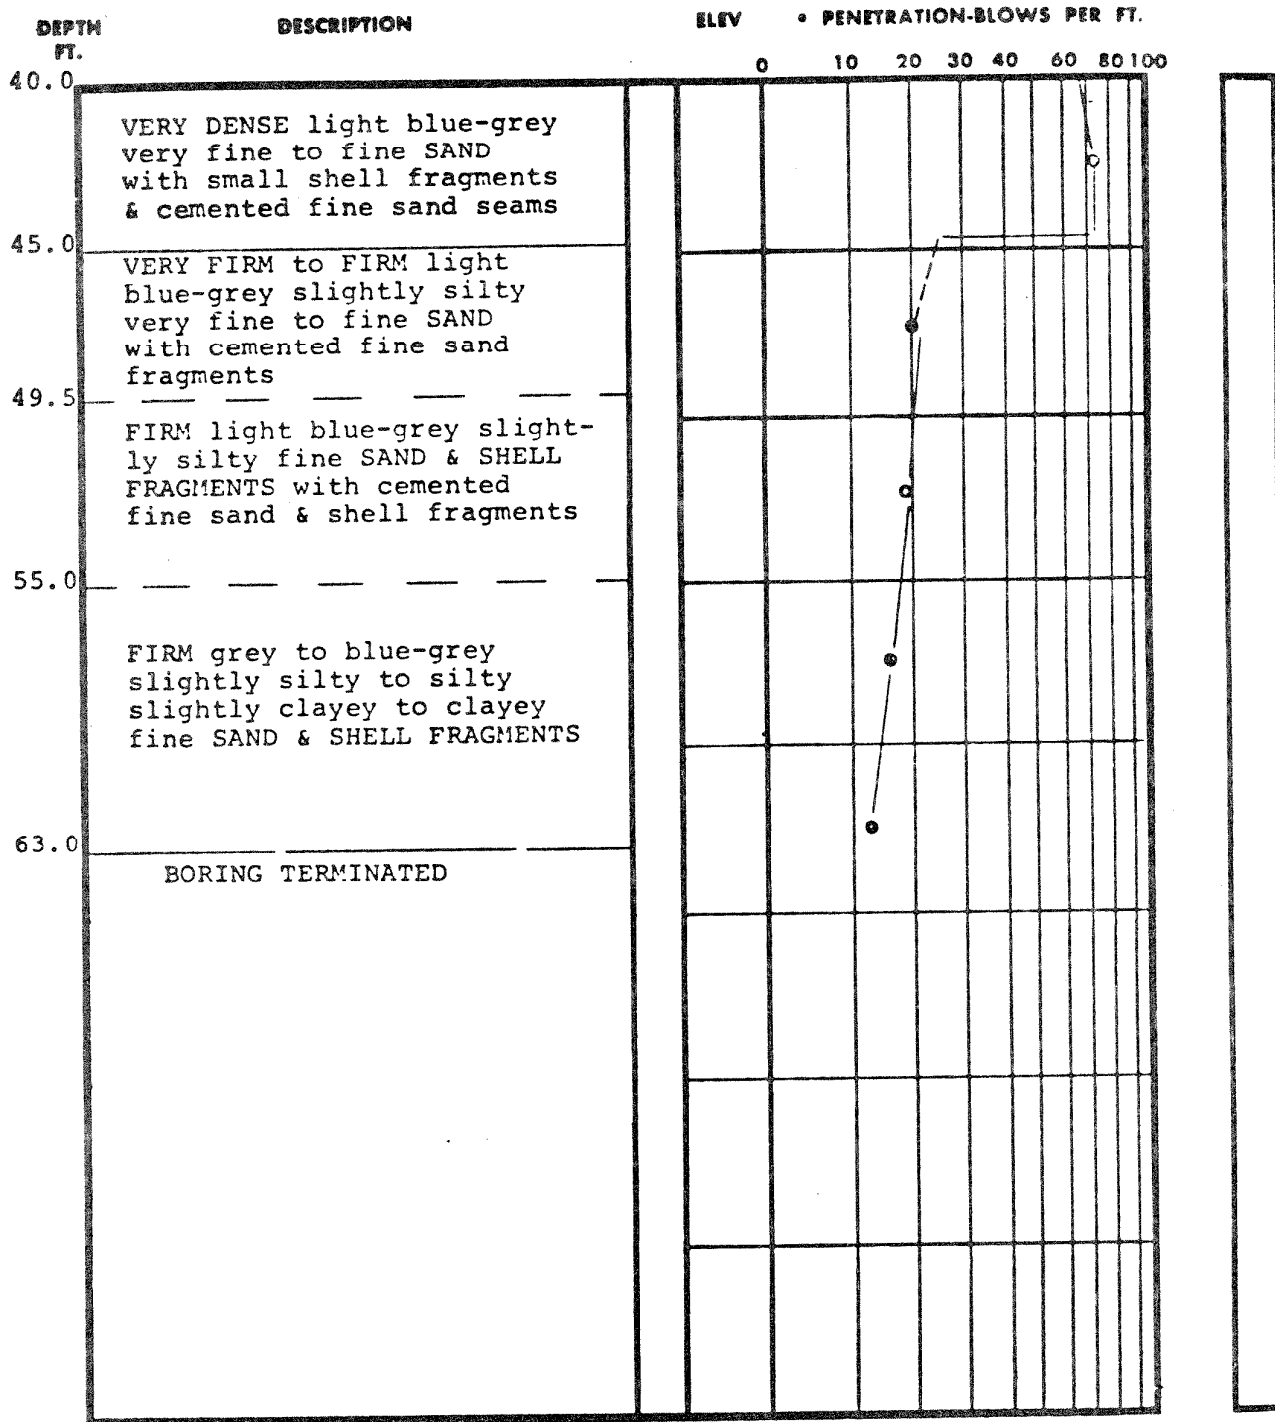 DEPTH FT.
DESCRIPTION
ELEV
• PENETRATION-BLOWS PER FT.
0 10 20 30 40 60 80 100
40.0
VERY DENSE light blue-grey
very fine to fine SAND
with small shell fragments
& cemented fine sand seams
45.0
VERY FIRM to FIRM light
blue-grey slightly silty
very fine to fine SAND
with cemented fine sand
fragments
49.5
FIRM light blue-grey slight-
ly silty fine SAND & SHELL
FRAGMENTS with cemented
fine sand & shell fragments
55.0
FIRM grey to blue-grey
slightly silty to silty
slightly clayey to clayey
fine SAND & SHELL FRAGMENTS
63.0
BORING TERMINATED